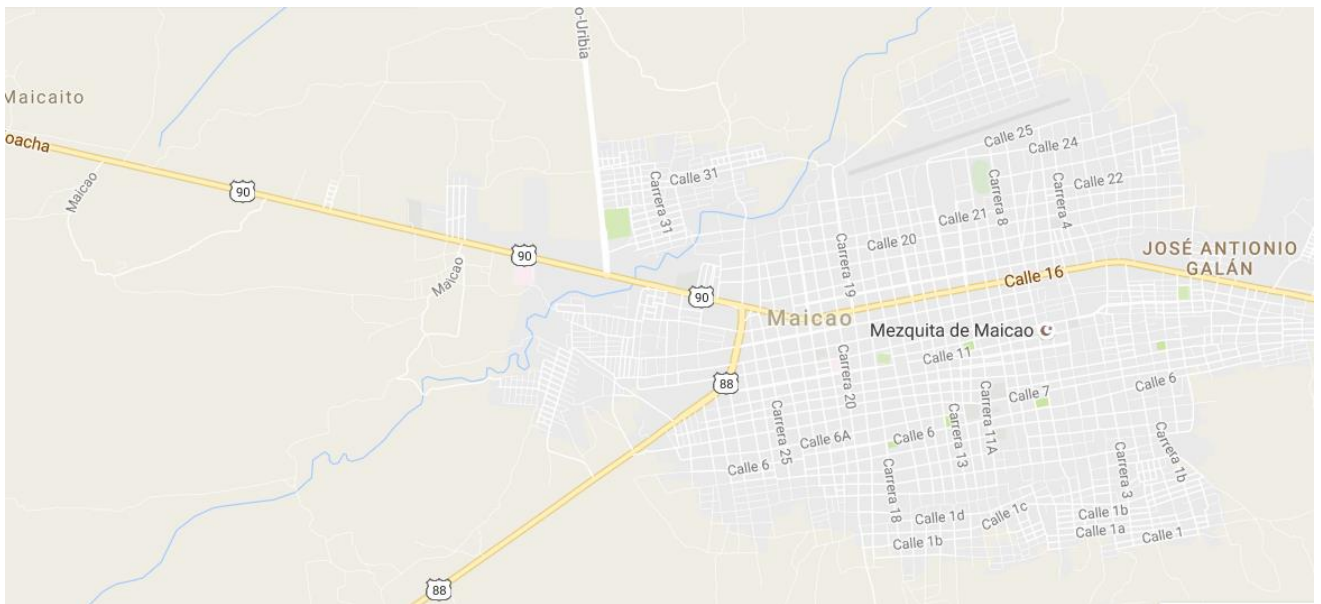 o-Uribia
Maicaito
oacha
Maicao
90
Calle 31
Carrera 31
Calle 25
Calle 24
Calle 22
Carrera 8
Carrera 4
Calle 21
Calle 20
Carrera 19
JOSÉ ANTIONIO
GALÁN
90
Maicao
90
Calle 16
Maicao
Mezquita de Maicao
Calle 11
Carrera 20
88
Calle 7
Calle 6
Carrera 11A
Carrera 13
Carrera 25
Calle 6A
Calle 6
Calle 6
Carrera 18
Carrera 3
Carrera 1b
Calle 1d
Calle 1c
Calle 1b
Calle 1b
Calle 1a
Calle 1
88